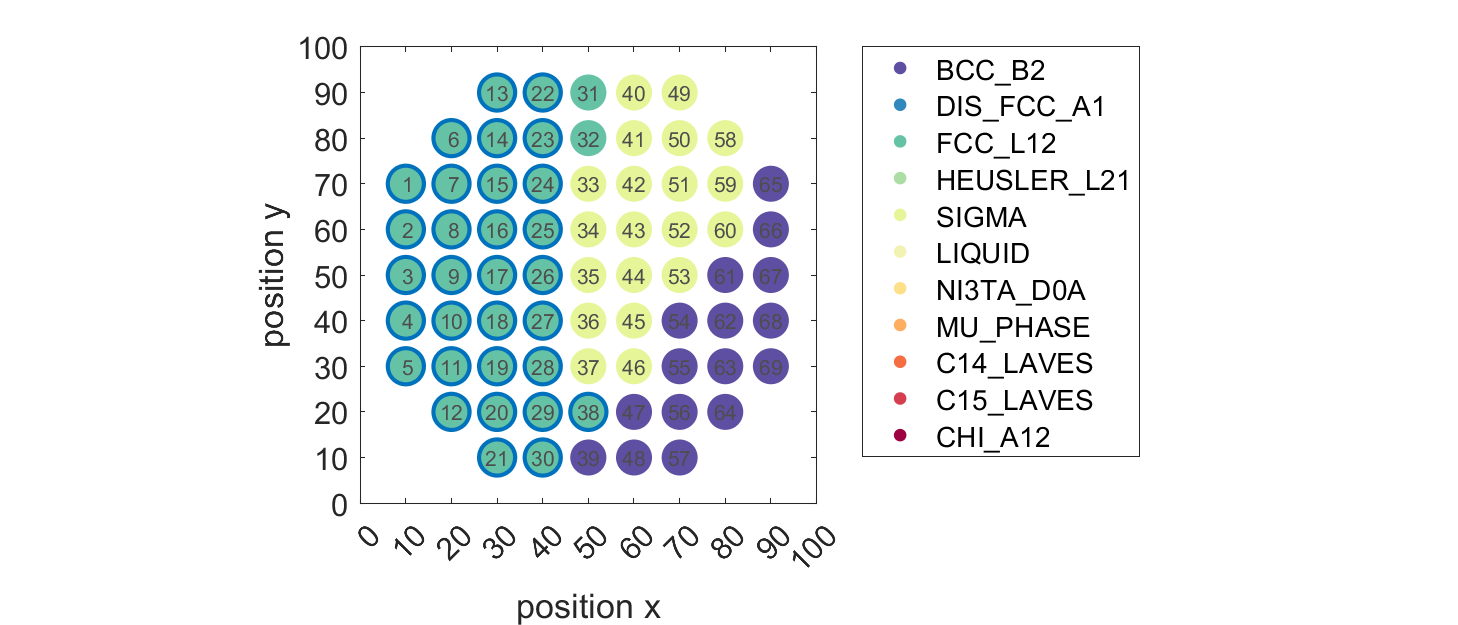 100
90
80
70
60
50
40
30
20
10
0
position y
13 22 31 40 49
6 14 23 32 41 50 58
1 7 15 24 33 42 51 59 65
2 8 16 25 34 43 52 60 66
3 9 17 26 35 44 53 61 67
4 10 18 27 36 45 54 62 68
5 11 19 28 37 46 55 63 69
12 20 29 38 47 56 64
21 30 39 48 57
0 10 20 30 40 50 60 70 80 90 100
position x
BCC_B2
DIS_FCC_A1
FCC_L12
HEUSLER_L21
SIGMA
LIQUID
NI3TA_D0A
MU_PHASE
C14_LAVES
C15_LAVES
CHI_A12